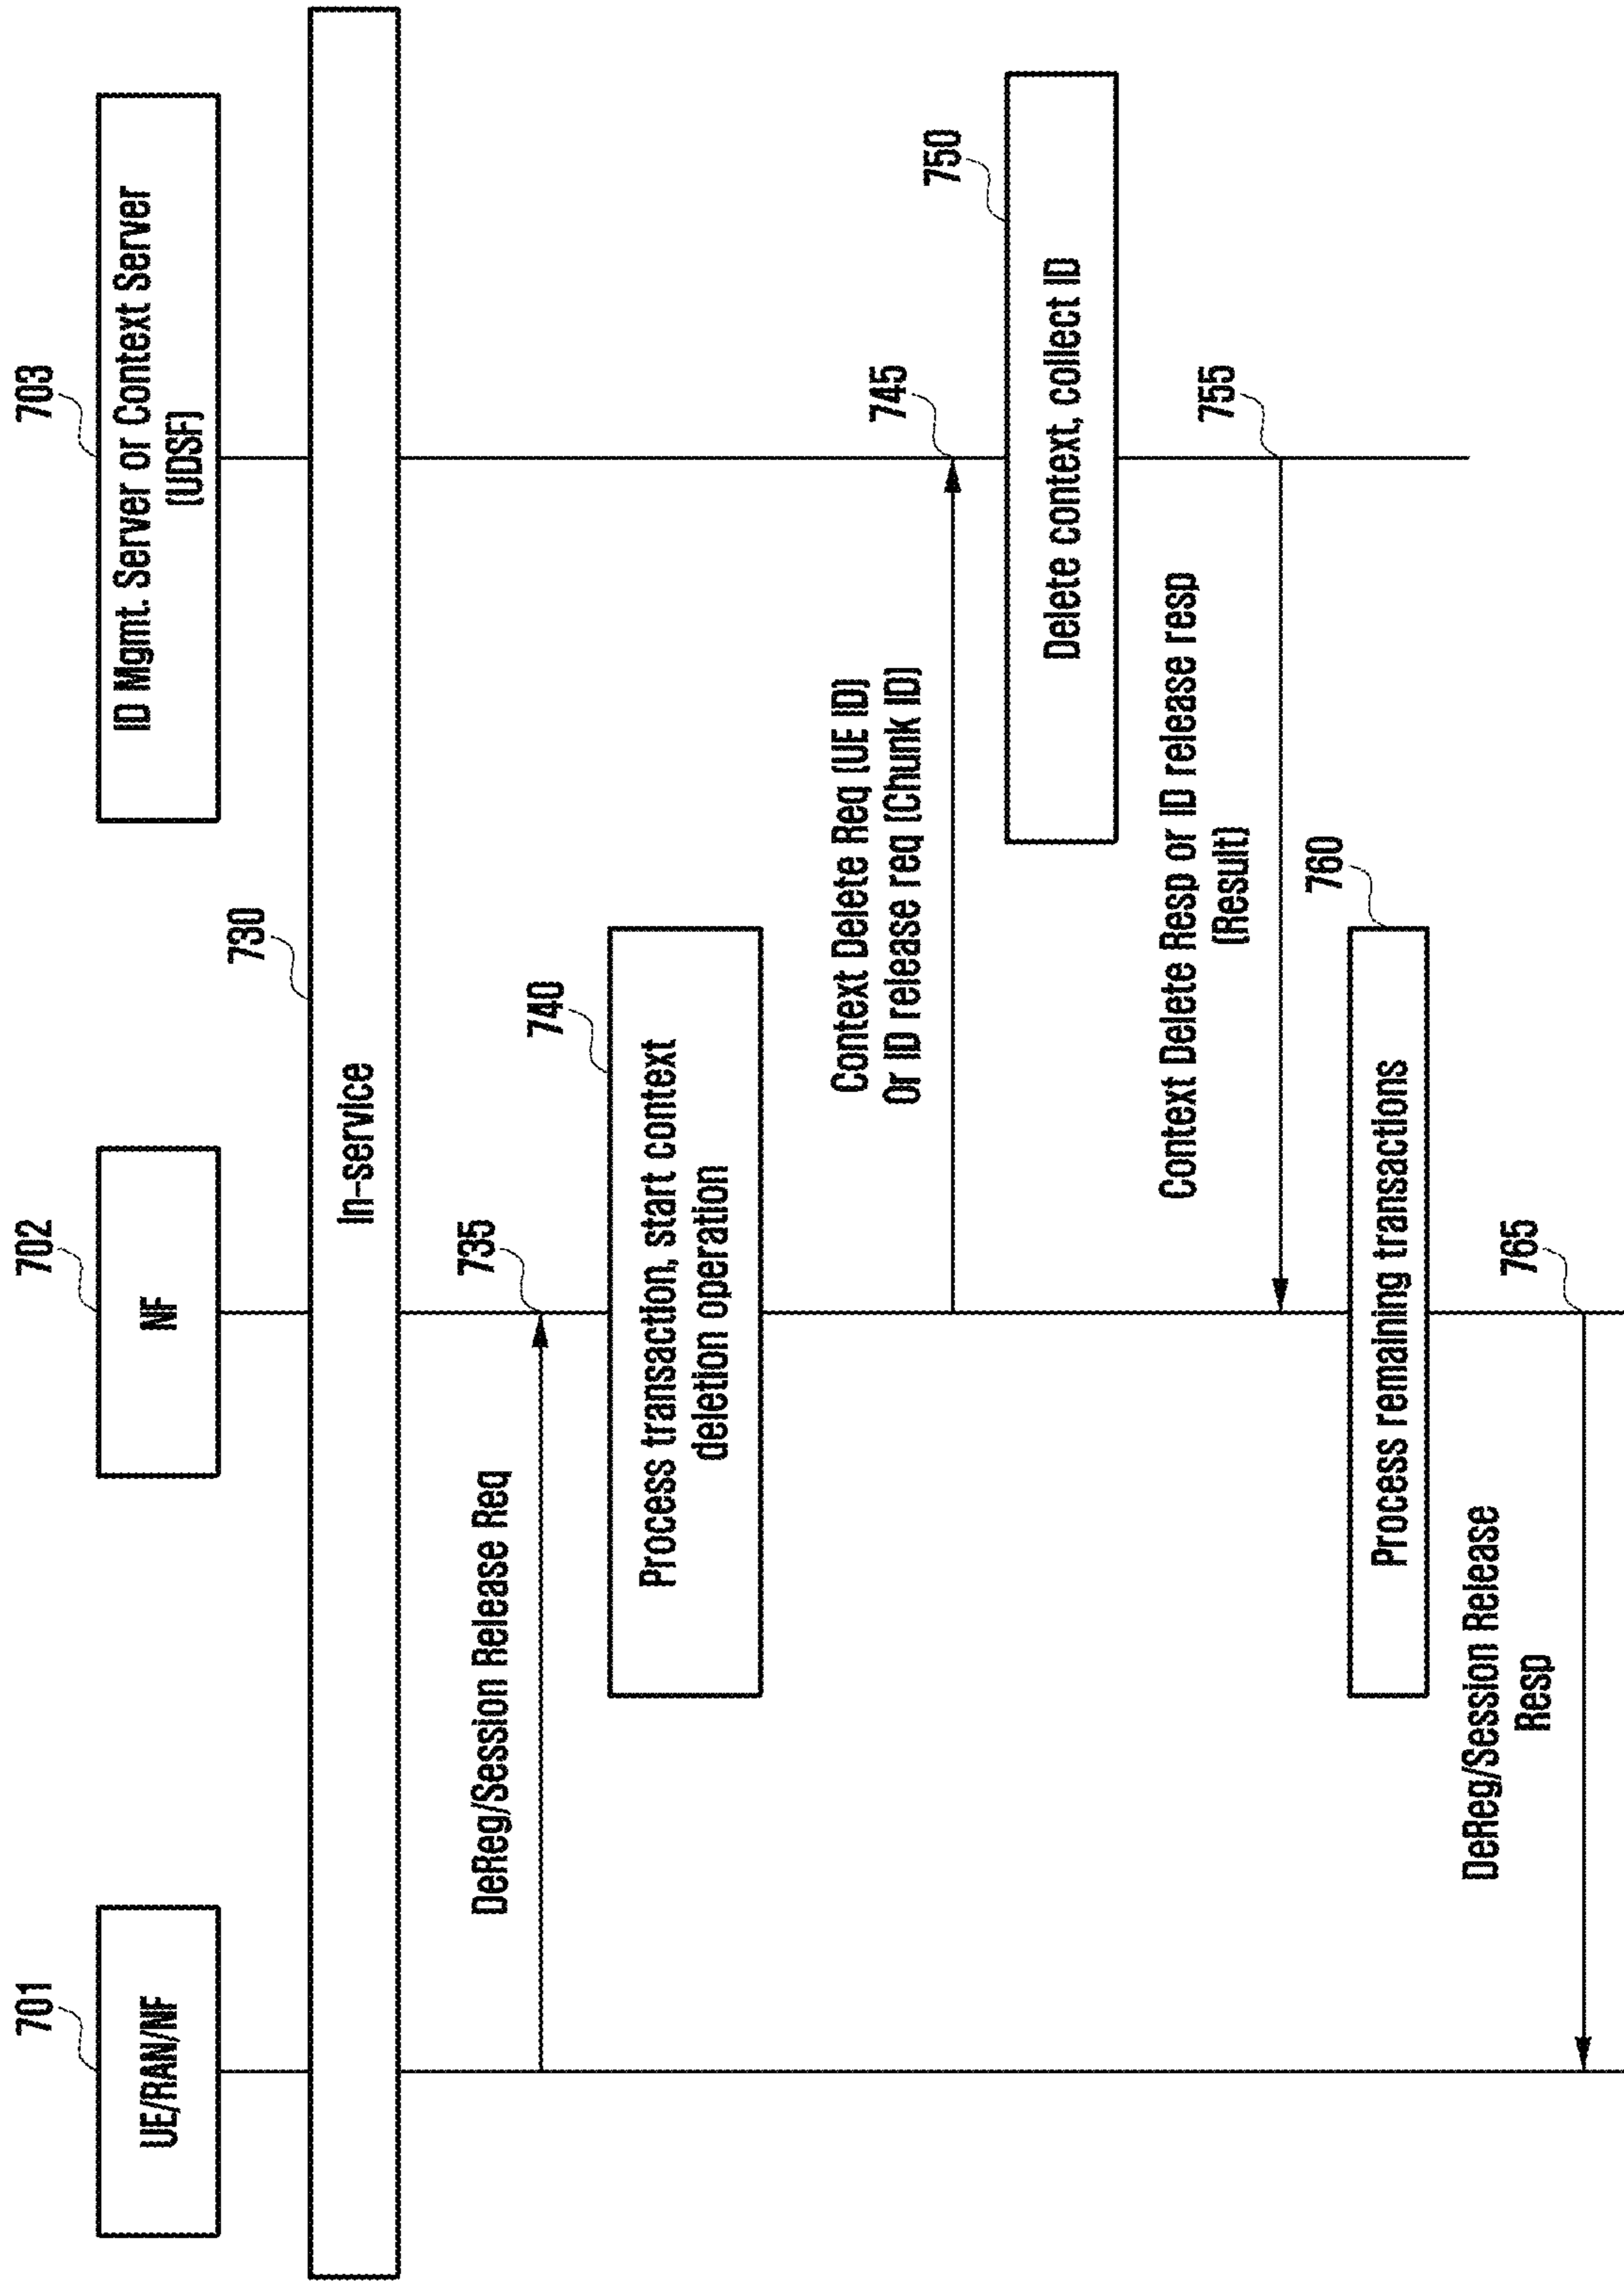 701
702
703
UE/RAN/NF
NF
ID Mgmt. Server or Context Server
(UDSF)
730
In-service
735
DeReg/Session Release Req
740
Process transaction, start context
deletion operation
745
Context Delete Req (UE ID)
Or ID release req (Chunk ID)
750
Delete context, collect ID
755
Context Delete Resp or ID release resp
(Result)
760
Process remaining transactions
765
DeReg/Session Release
Resp